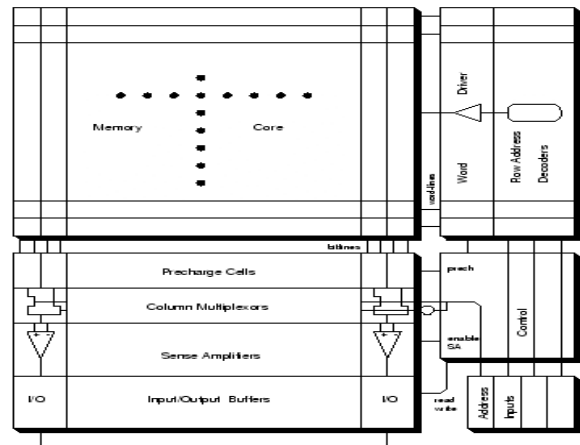 Memory Core
Word Driver
Row Address
Decoders
word-lines
bitlines
Precharge Cells
prech
Column Multiplexors
Control
enable
SA
Sense Amplifiers
+ -
+ -
I/O
Input/Output Buffers
I/O
read
write
Address
Inputs